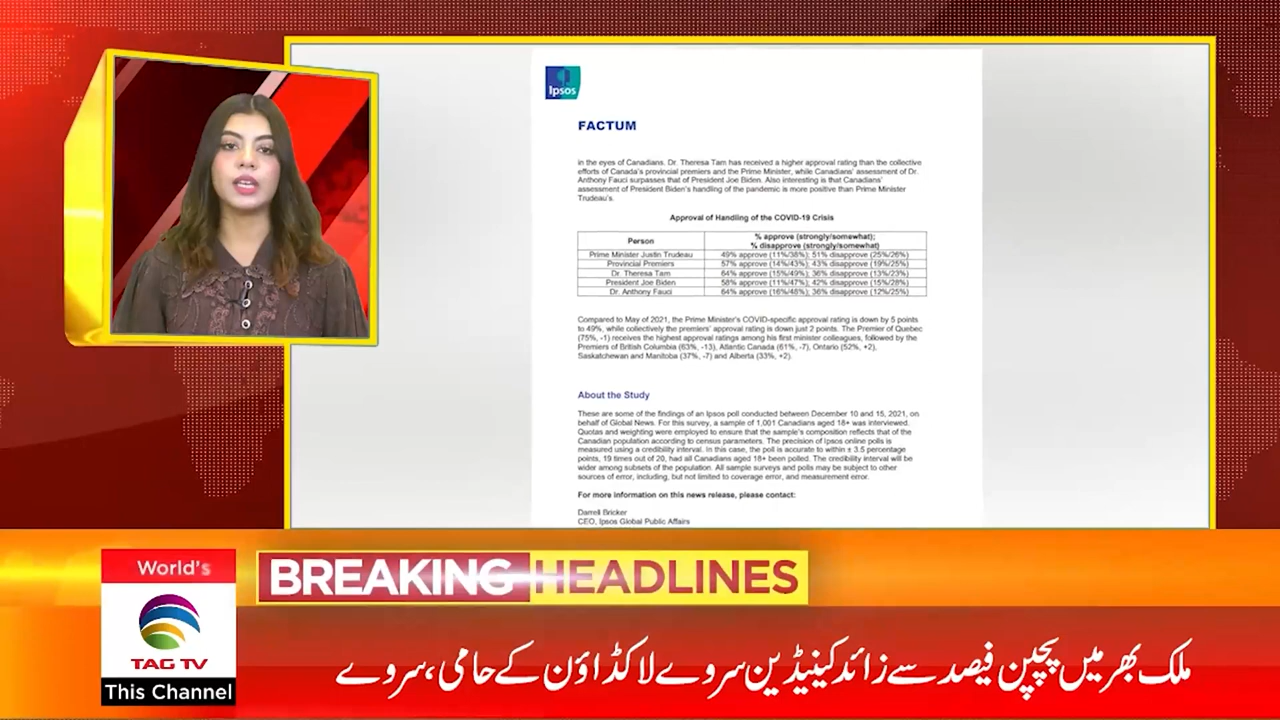 Ipsos
FACTUM
in the eyes of Canadians. Dr. Theresa Tam has received a higher approval rating than the collective
efforts of Canada's provincial premiers and the Prime Minister, while Canadians' assessment of Dr.
Anthony Fauci surpasses that of President Joe Biden. Also interesting is that Canadians'
assessment of President Biden's handling of the pandemic is more positive than Prime Minister
Trudeau's.
Approval of Handling of the COVID-19 Crisis
Person
% approve (strongly/somewhat);
% disapprove (strongly/somewhat)
Prime Minister Justin Trudeau 49% approve (11%/38%); 51% disapprove (25%/26%)
Provincial Premiers 57% approve (14%/43%); 43% disapprove (19%/25%)
Dr. Theresa Tam 64% approve (15%/49%); 36% disapprove (13%/23%)
President Joe Biden 58% approve (11%/47%); 42% disapprove (15%/28%)
Dr. Anthony Fauci 64% approve (16%/48%); 36% disapprove (12%/25%)
Compared to May of 2021, the Prime Minister's COVID-specific approval rating is down by 5 points
to 49%, while collectively the premiers' approval rating is down just 2 points. The Premier of Quebec
(75%, -1) receives the highest approval ratings among his first minister colleagues, followed by the
Premiers of British Columbia (63%, -13), Atlantic Canada (61%, -7), Ontario (52%, +2),
Saskatchewan and Manitoba (37%, -7) and Alberta (33%, +2).
About the Study
These are some of the findings of an Ipsos poll conducted between December 10 and 15, 2021, on
behalf of Global News. For this survey, a sample of 1,001 Canadians aged 18+ was interviewed.
Quotas and weighting were employed to ensure that the sample's composition reflects that of the
Canadian population according to census parameters. The precision of Ipsos online polls is
measured using a credibility interval. In this case, the poll is accurate to within ± 3.5 percentage
points, 19 times out of 20, had all Canadians aged 18+ been polled. The credibility interval will be
wider among subsets of the population. All sample surveys and polls may be subject to other
sources of error, including, but not limited to coverage error, and measurement error.
For more information on this news release, please contact:
Darrell Bricker
CEO, Ipsos Global Public Affairs
World's
TAG TV
This Channel
BREAKING HEADLINES
ملک بھر میں پچپن فیصد سے زائد کینیڈین سروے لاکڈاؤن کے حامی، سروے